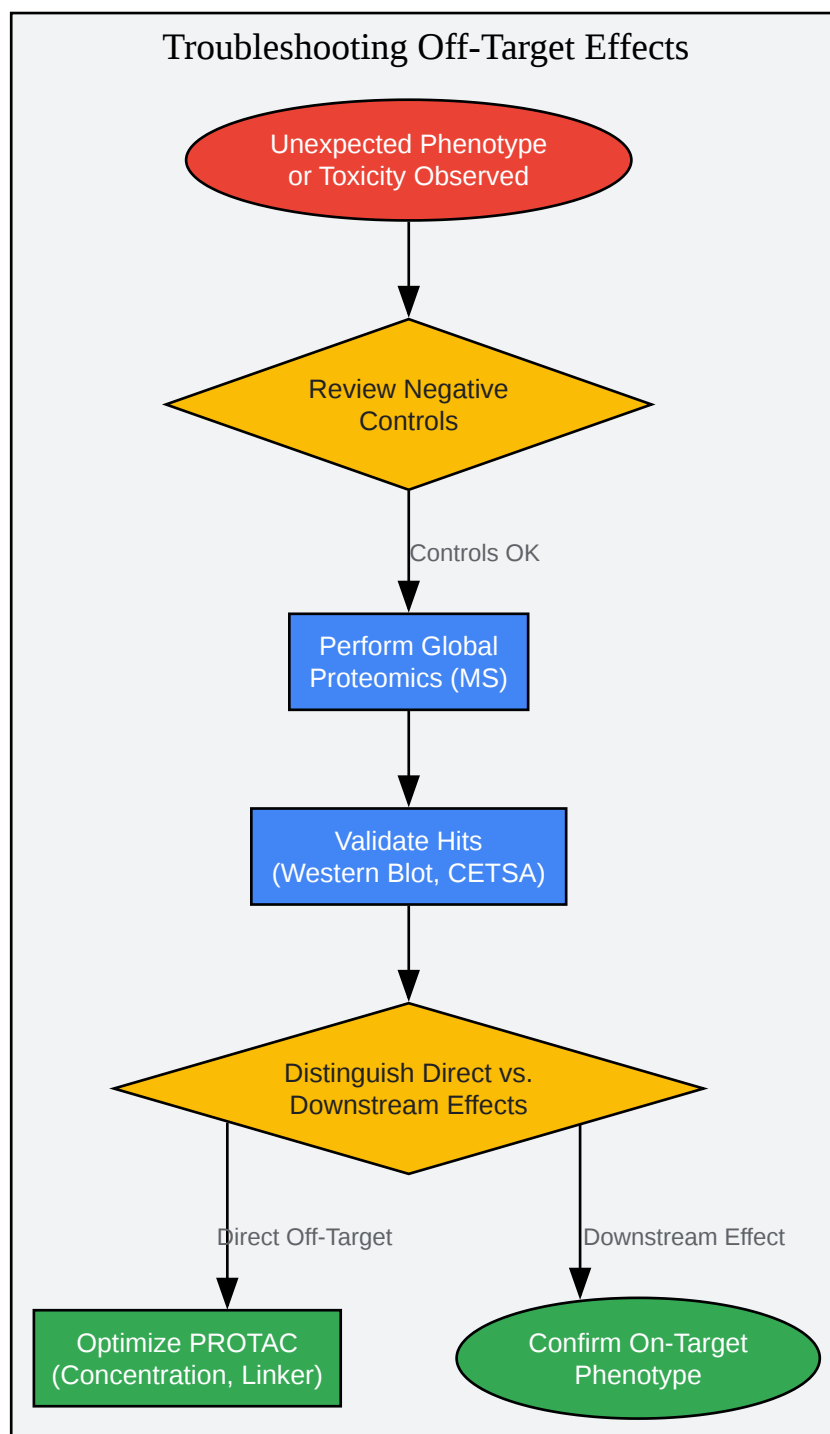 Troubleshooting Off-Target Effects
Unexpected Phenotype
or Toxicity Observed
Review Negative
Controls
Controls OK
Perform Global
Proteomics (MS)
Validate Hits
(Western Blot, CETSA)
Distinguish Direct vs.
Downstream Effects
Direct Off-Target
Downstream Effect
Optimize PROTAC
(Concentration, Linker)
Confirm On-Target
Phenotype